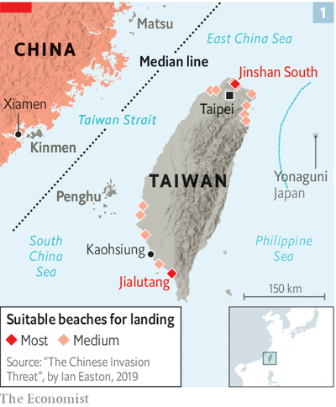 1
Matsu
CHINA
East China Sea
Median line
Jinshan South
Xiamen
Taipei
Taiwan Strait
Kinmen
TAIWAN
Yonaguni
Japan
Penghu
South
China
Sea
Kaohsiung
Philippine
Sea
Jialutang
150 km
Suitable beaches for landing
Most Medium
Source: “The Chinese Invasion
Threat”, by Ian Easton, 2019
The Economist